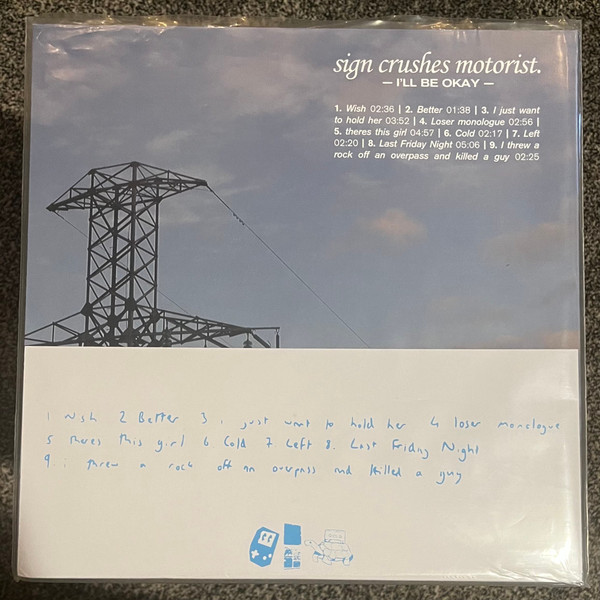 sign crushes motorist.
— I'LL BE OKAY —
1. Wish 02:36 | 2. Better 01:38 | 3. I just want
to hold her 03:52 | 4. Loser monologue 02:56 |
5. theres this girl 04:57 | 6. Cold 02:17 | 7. Left
02:20 | 8. Last Friday Night 05:06 | 9. I threw a
rock off an overpass and killed a guy 02:25
1 Wish 2 Better 3 i just want to hold her 4 loser monologue
5 theres this girl 6 Cold 7 Left 8. Last Friday Night
9. i threw a rock off an overpass and killed a guy